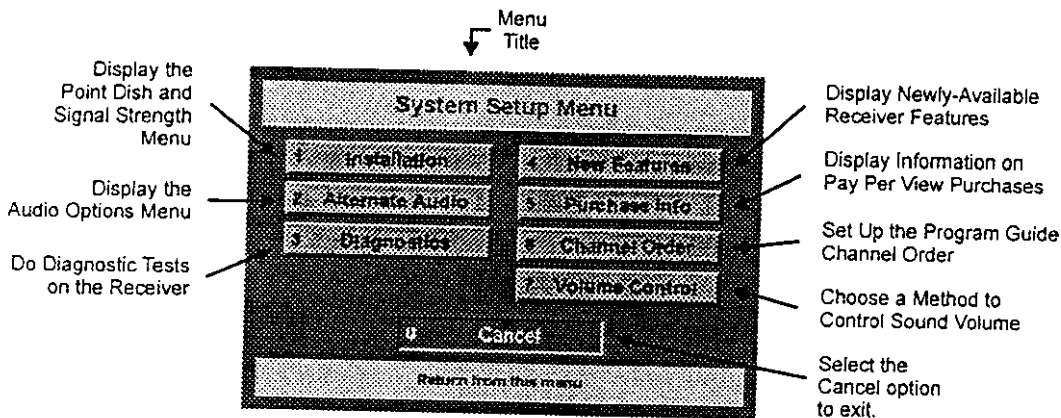 Menu
Title
Display the
Point Dish and
Signal Strength
Menu
Display the
Audio Options Menu
Do Diagnostic Tests
on the Receiver
System Setup Menu
1 Installation
2 Alternate Audio
3 Diagnostics
4 New Features
5 Purchase Info
6 Channel Order
7 Volume Control
0 Cancel
Return from this menu
Display Newly-Available
Receiver Features
Display Information on
Pay Per View Purchases
Set Up the Program Guide
Channel Order
Choose a Method to
Control Sound Volume
Select the
Cancel option
to exit.